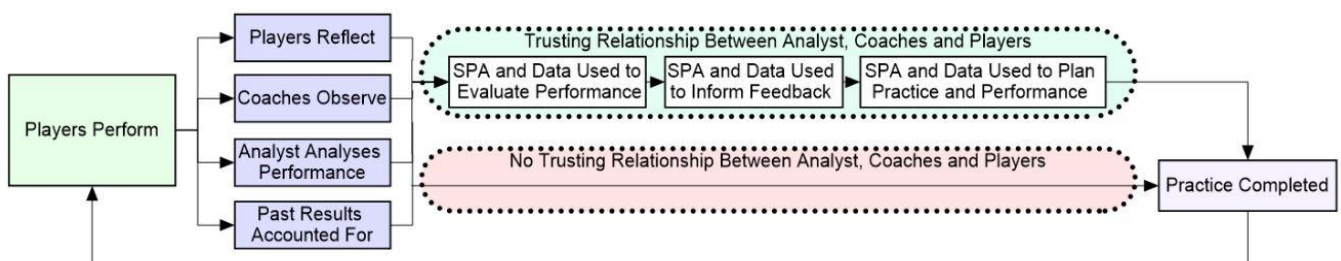 Players Perform
Players Reflect
Coaches Observe
Analyst Analyses
Performance
Past Results
Accounted For
Trusting Relationship Between Analyst, Coaches and Players
SPA and Data Used to
Evaluate Performance
SPA and Data Used
to Inform Feedback
SPA and Data Used to Plan
Practice and Performance
No Trusting Relationship Between Analyst, Coaches and Players
Practice Completed